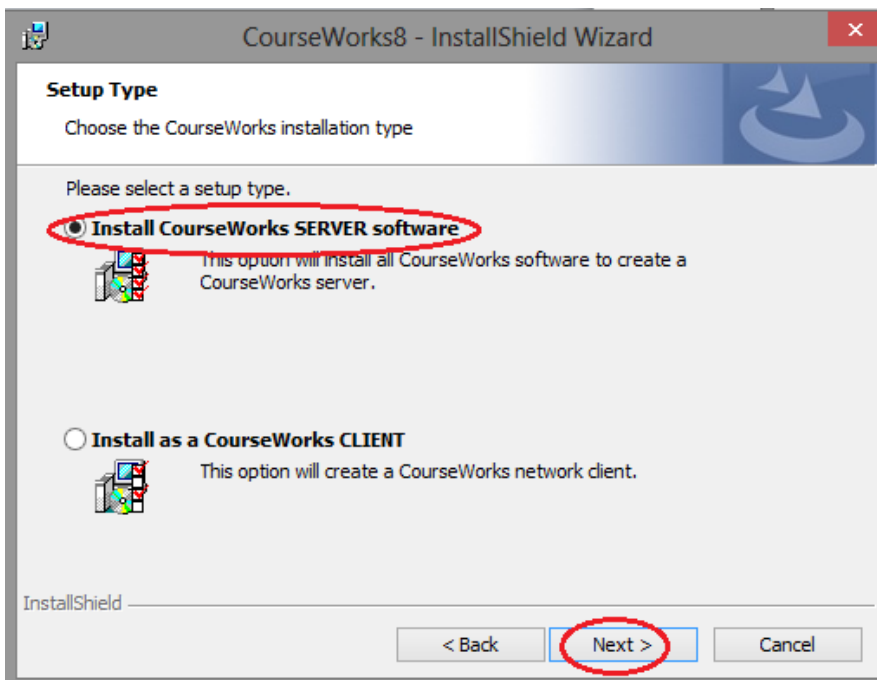 CourseWorks8 - InstallShield Wizard
Setup Type
Choose the CourseWorks installation type
Please select a setup type.
Install CourseWorks SERVER software
This option will install all CourseWorks software to create a
CourseWorks server.
Install as a CourseWorks CLIENT
This option will create a CourseWorks network client.
InstallShield
< Back Next > Cancel